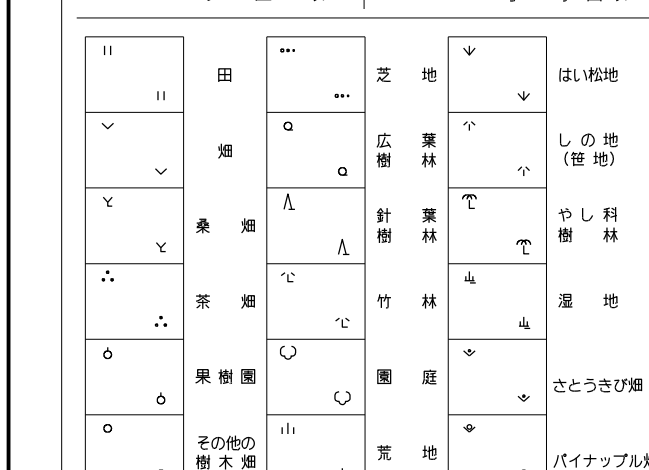 田
畑
桑畑
茶畑
果樹園
その他の
樹木畑
芝地
広葉
樹林
針葉
樹林
竹林
園庭
荒地
はい松地
しの地
(笹地)
やし科
樹林
湿地
さとうきび畑
パイナップル畑